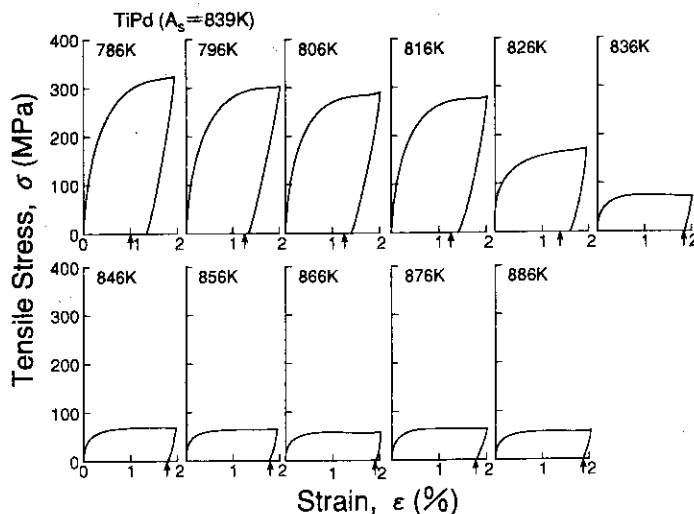 TiPd (As=839K)
400
300
200
100
0
786K
796K
806K
816K
826K
836K
0 1 2
1 2
1 2
1 2
1 2
1 2
400
300
200
100
0
846K
856K
866K
876K
886K
0 1 2
1 2
1 2
1 2
1 2
Tensile Stress, σ (MPa)
Strain, ε (%)